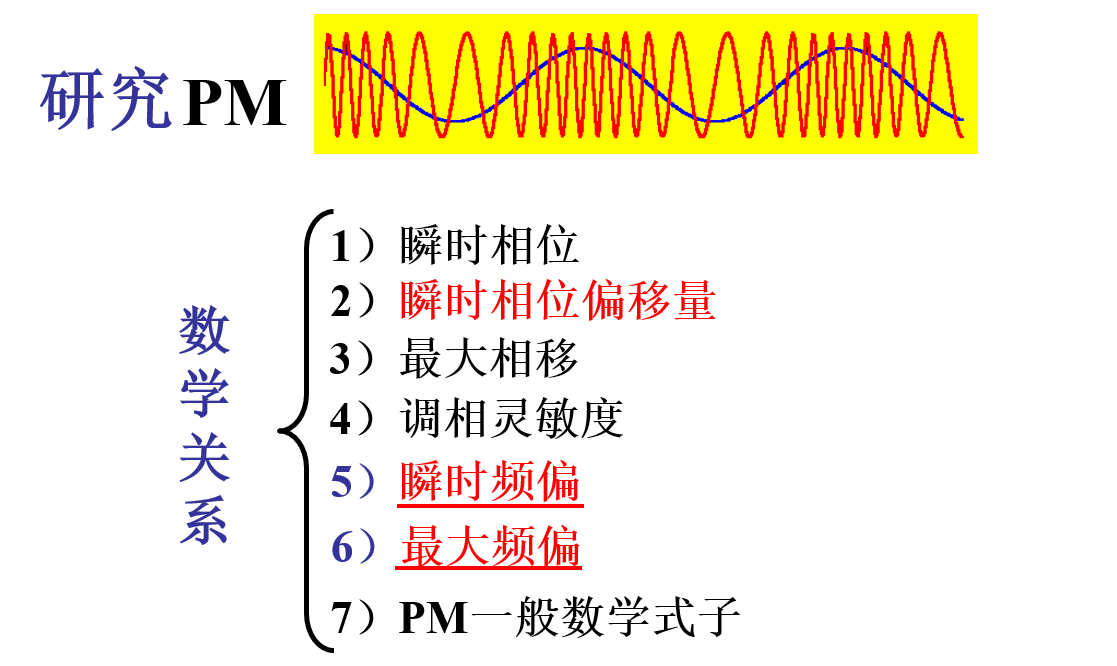 研究 PM
数学关系
1）瞬时相位
2）瞬时相位偏移量
3）最大相移
4）调相灵敏度
5）瞬时频偏
6）最大频偏
7）PM一般数学式子